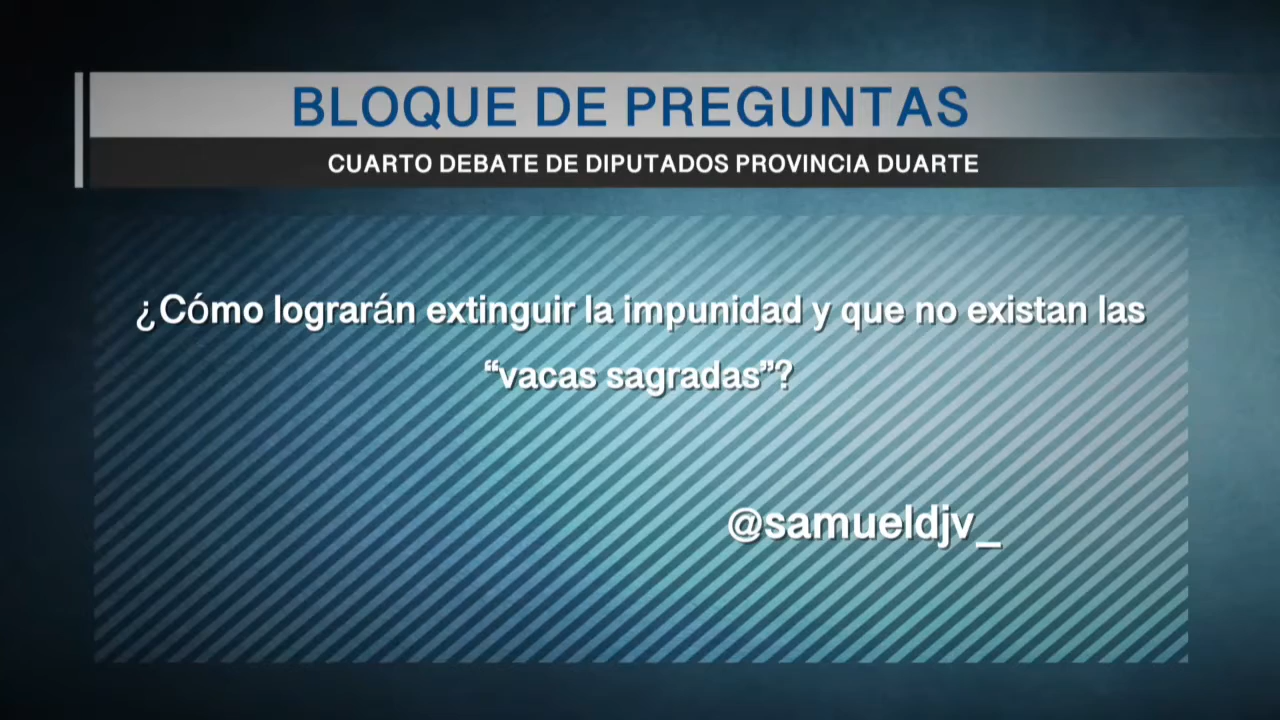 BLOQUE DE PREGUNTAS
CUARTO DEBATE DE DIPUTADOS PROVINCIA DUARTE
¿Cómo lograrán extinguir la impunidad y que no existan las
“vacas sagradas”?
@samueldjv_